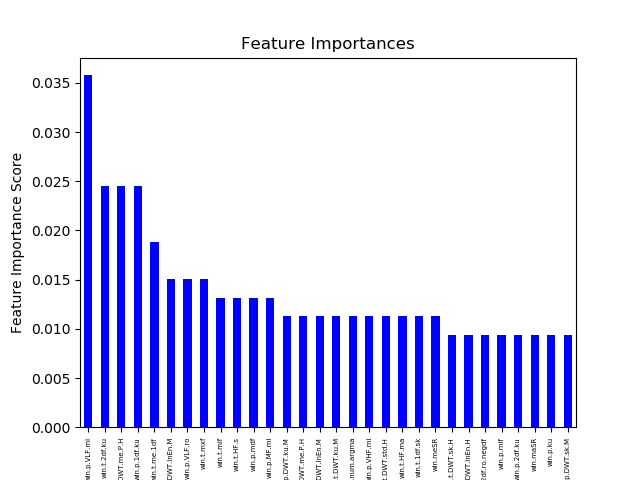 Feature Importances
Feature Importance Score
0.035
0.030
0.025
0.020
0.015
0.010
0.005
0.000
win.p.VLF.mi
win.t.2df.ku
DWT.me.P.H
win.p.1df.ku
win.t.me.1df
DWT.lnEn.M
win.p.VLF.ro
win.t.mxf
win.t.mif
win.t.HF.s
win.p.mdf
win.p.MF.mi
p.DWT.ku.M
DWT.me.P.H
DWT.lnEn.M
t.DWT.ku.M
num.argma
win.p.VHF.mi
t.DWT.std.H
win.t.HF.ma
win.t.1df.sk
win.meSR
t.DWT.sk.H
DWT.lnEn.H
2df.ro.negdf
win.p.mif
win.p.2df.ku
win.maSR
win.p.ku
p.DWT.sk.M